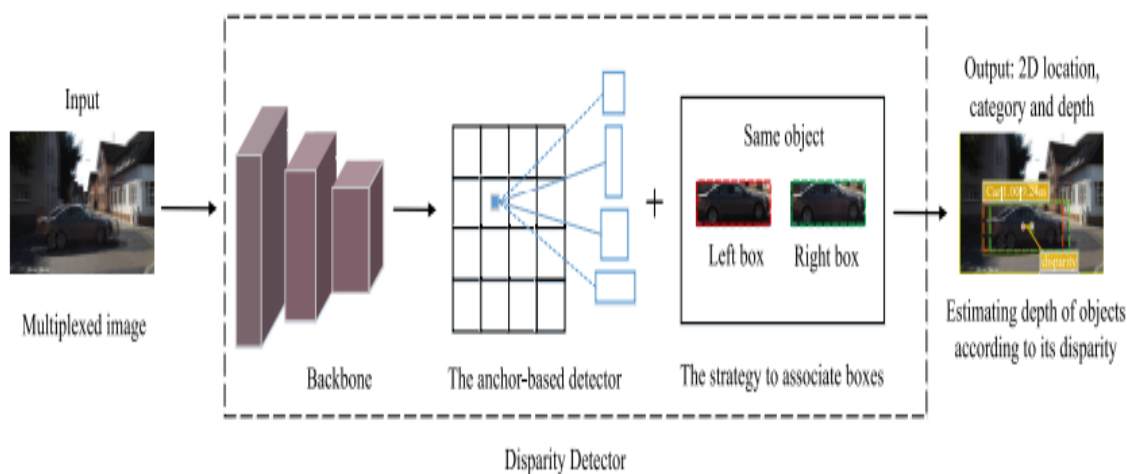 Input
Multiplexed image
Backbone
The anchor-based detector
+
Same object
Left box
Right box
The strategy to associate boxes
Disparity Detector
Output: 2D location,
category and depth
disparity
Estimating depth of objects
according to its disparity